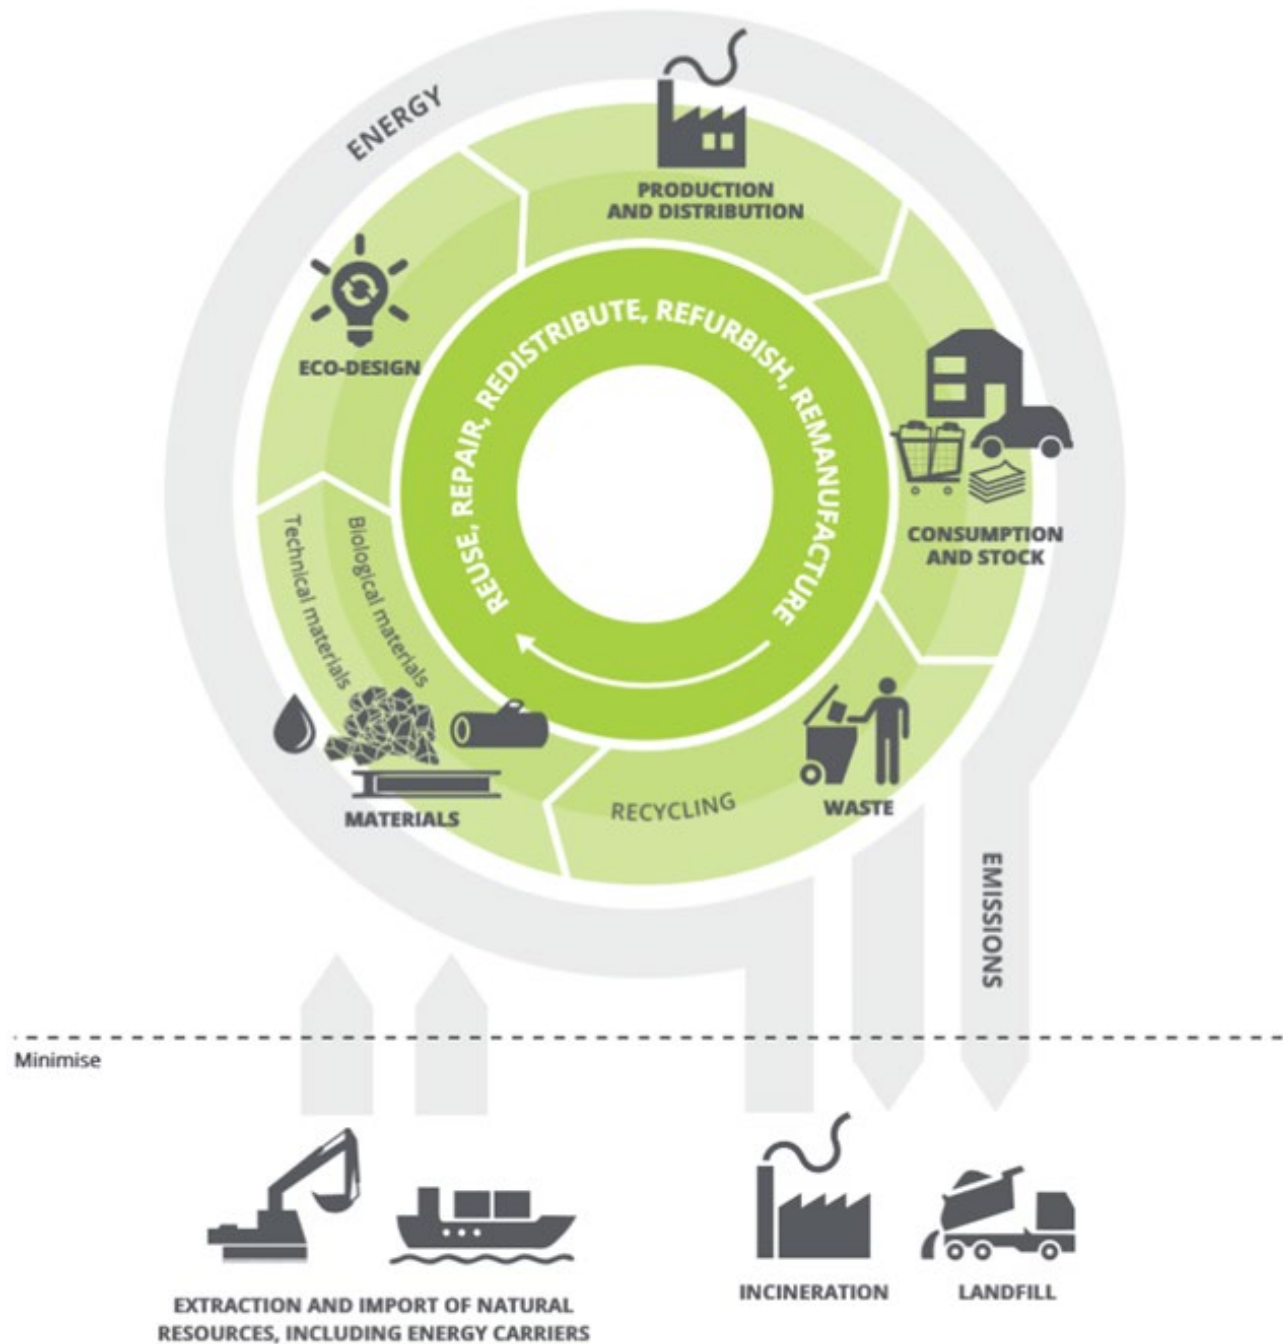 ENERGY
PRODUCTION
AND DISTRIBUTION
ECO-DESIGN
REUSE, REPAIR, REDISTRIBUTE, REFURBISH, REMANUFACTURE
CONSUMPTION
AND STOCK
Technical materials
Biological materials
MATERIALS
RECYCLING
WASTE
EMISSIONS
Minimise
EXTRACTION AND IMPORT OF NATURAL
RESOURCES, INCLUDING ENERGY CARRIERS
INCINERATION
LANDFILL